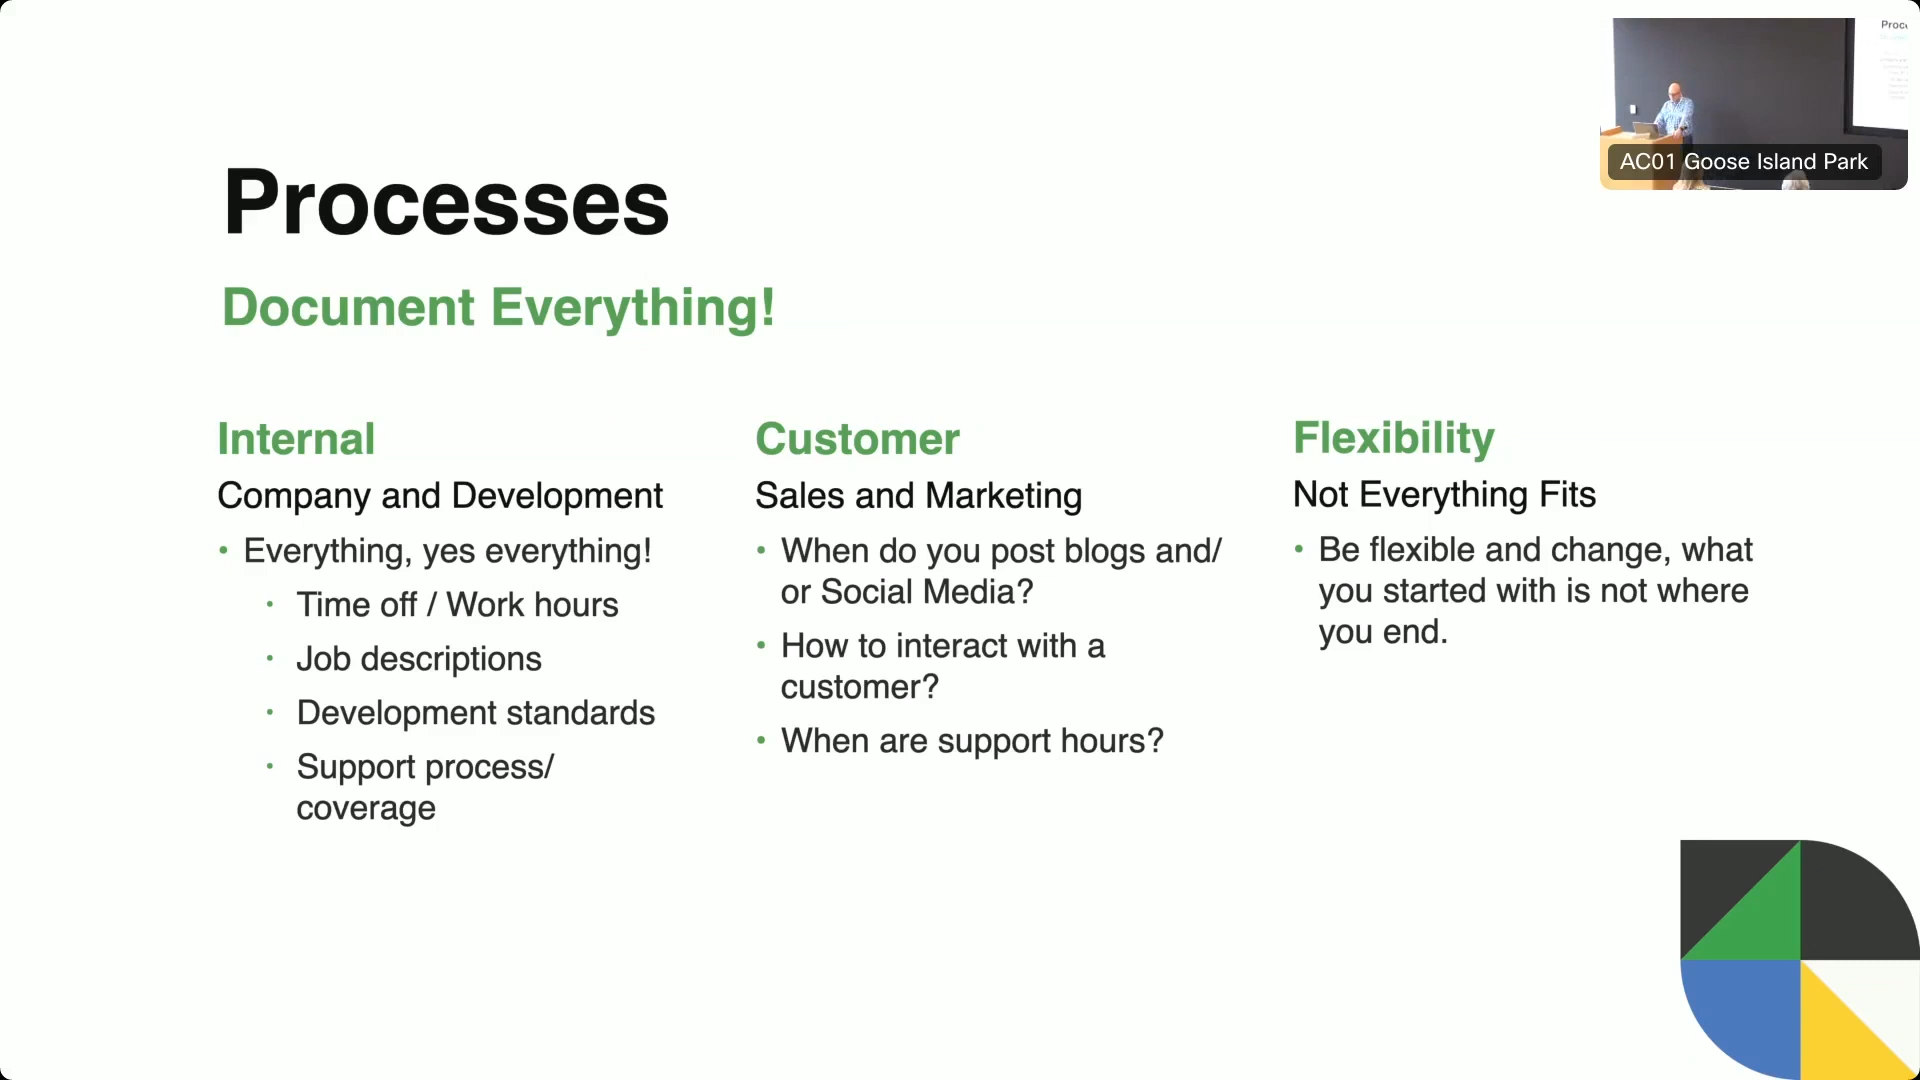 Processes
Document Everything!
Internal
Company and Development
• Everything, yes everything!
• Time off / Work hours
• Job descriptions
• Development standards
• Support process/
coverage
Customer
Sales and Marketing
• When do you post blogs and/
or Social Media?
• How to interact with a
customer?
• When are support hours?
Flexibility
Not Everything Fits
• Be flexible and change, what
you started with is not where
you end.
AC01 Goose Island Park